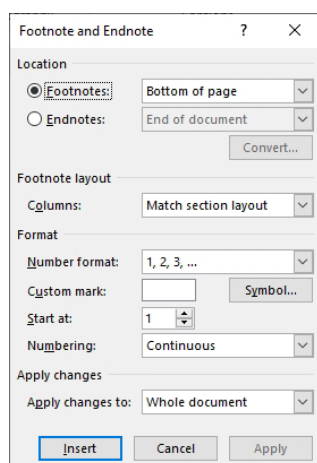 Footnote and Endnote ? ×
Location
Footnotes: Bottom of page
Endnotes: End of document
Convert...
Footnote layout
Columns: Match section layout
Format
Number format: 1, 2, 3, ...
Custom mark: Symbol...
Start at: 1
Numbering: Continuous
Apply changes
Apply changes to: Whole document
Insert Cancel Apply